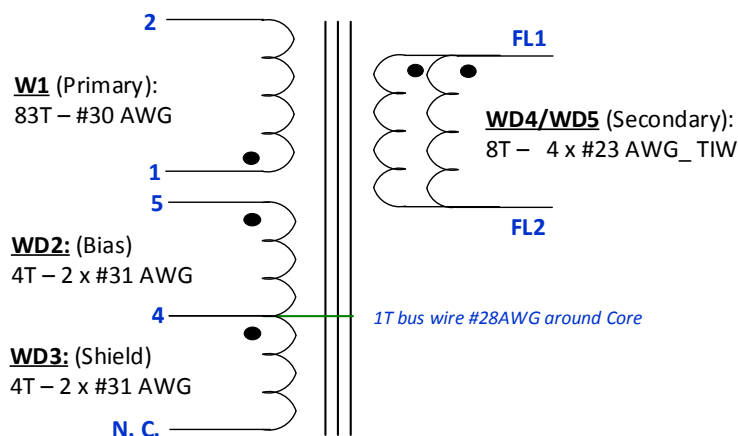 2
W1 (Primary):
83T – #30 AWG
1
5
WD2: (Bias)
4T – 2 x #31 AWG
4
WD3: (Shield)
4T – 2 x #31 AWG
N. C.
FL1
WD4/WD5 (Secondary):
8T – 4 x #23 AWG_ TIW
FL2
1T bus wire #28AWG around Core